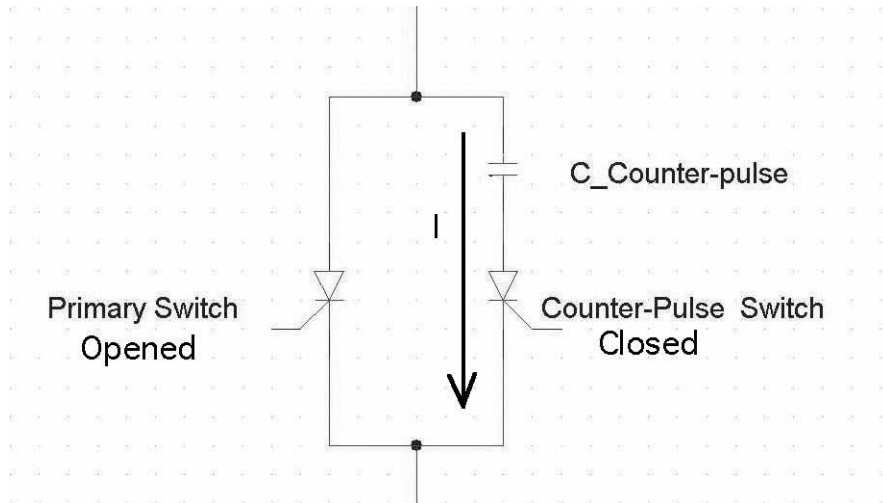 C_Counter-pulse
I
Primary Switch
Opened
Counter-Pulse Switch
Closed